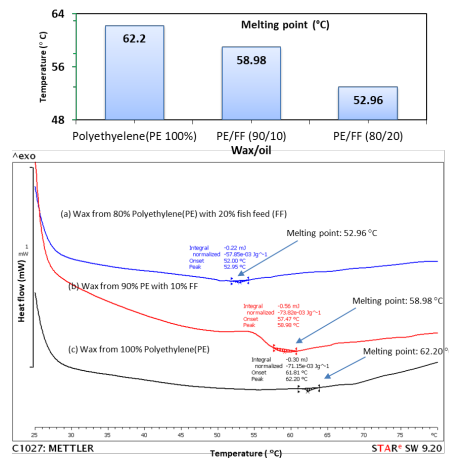 Melting point (°C)
Temperature (° C)
64
56
48
62.2
58.98
52.96
Polyethyelene(PE 100%) PE/FF (90/10) PE/FF (80/20)
Wax/oil
^exo
1
mW
Heat flow (mW)
(a) Wax from 80% Polyethylene(PE) with 20% fish feed (FF)
Melting point: 52.96 °C
Integral -0.22 mJ
normalized -57.85e-03 Jg^-1
Onset 52.00 °C
Peak 52.95 °C
(b) Wax from 90% PE with 10% FF
Melting point: 58.98 °C
Integral -0.56 mJ
normalized -73.82e-03 Jg^-1
Onset 57.47 °C
Peak 58.98 °C
(c) Wax from 100% Polyethylene(PE)
Melting point: 62.20 °
Integral -0.30 mJ
normalized -71.15e-03 Jg^-1
Onset 61.81 °C
Peak 62.20 °C
25 30 35 40 45 50 55 60 65 70 75 °C
C1027: METTLER Temperature ( °C) STARe SW 9.20